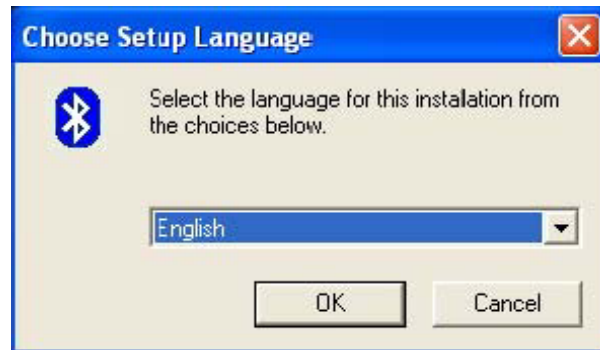 Choose Setup Language
Select the language for this instalation from
the choices below.
English
OK
Cancel